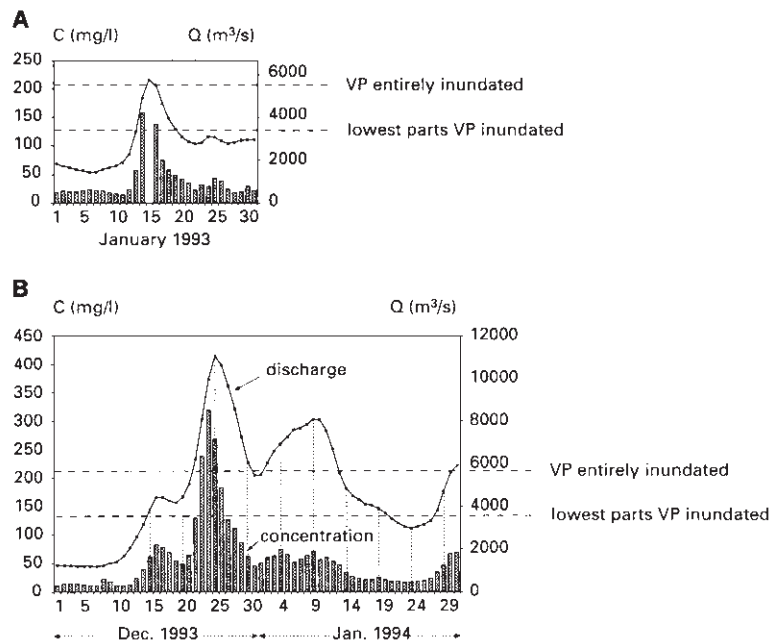 A
C (mg/l) Q (m³/s)
250
200
150
100
50
0
6000
4000
2000
0
VP entirely inundated
lowest parts VP inundated
1 5 10 15 20 25 30
January 1993
B
C (mg/l) Q (m³/s)
450
400
350
300
250
200
150
100
50
0
12000
10000
8000
6000
4000
2000
0
discharge
concentration
VP entirely inundated
lowest parts VP inundated
1 5 10 15 20 25 30 4 9 14 19 24 29
Dec. 1993 Jan. 1994